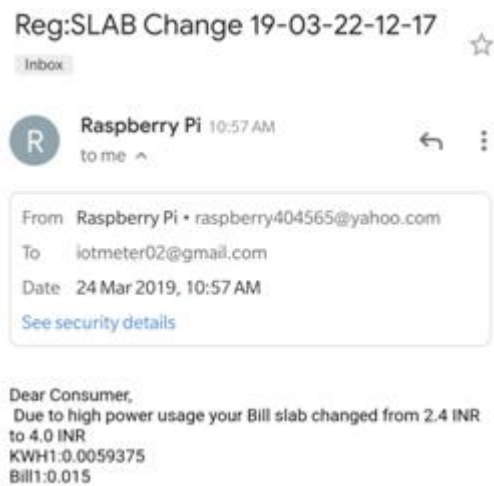 Reg:SLAB Change 19-03-22-12-17
Inbox
R
Raspberry Pi 10:57 AM
to me
From Raspberry Pi • raspberry404565@yahoo.com
To iotmeter02@gmail.com
Date 24 Mar 2019, 10:57 AM
See security details
Dear Consumer,
Due to high power usage your Bill slab changed from 2.4 INR
to 4.0 INR
KWH1:0.0059375
Bill1:0.015